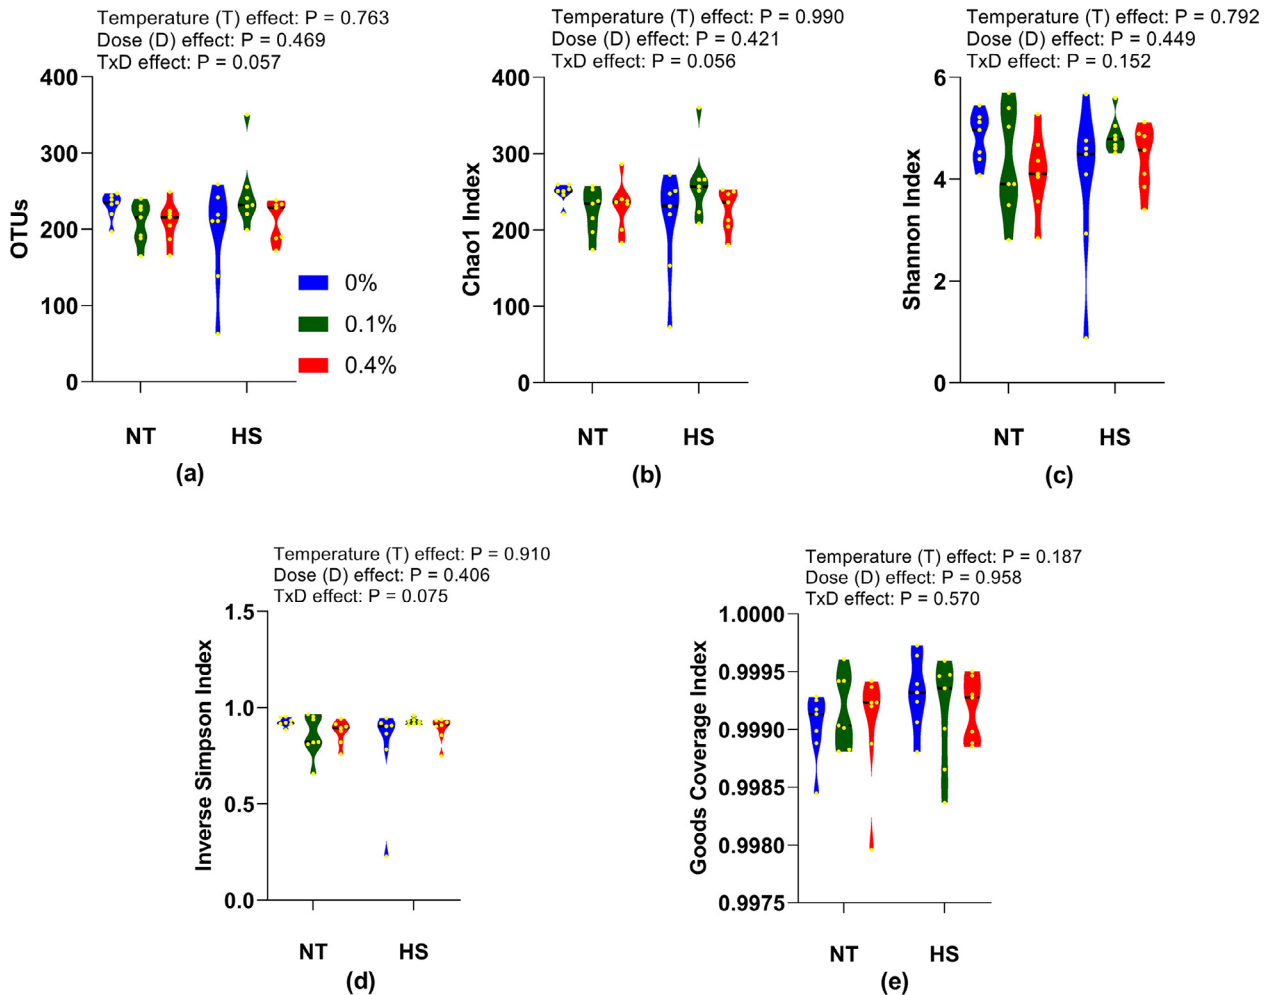 Temperature (T) effect: P = 0.763
Dose (D) effect: P = 0.469
TxD effect: P = 0.057
400
300
200
100
0
OTUs
NT
HS
(a)
0%
0.1%
0.4%
Temperature (T) effect: P = 0.990
Dose (D) effect: P = 0.421
TxD effect: P = 0.056
400
300
200
100
0
Chao1 Index
NT
HS
(b)
Temperature (T) effect: P = 0.792
Dose (D) effect: P = 0.449
TxD effect: P = 0.152
6
4
2
0
Shannon Index
NT
HS
(c)
Temperature (T) effect: P = 0.910
Dose (D) effect: P = 0.406
TxD effect: P = 0.075
1.5
1.0
0.5
0.0
Inverse Simpson Index
NT
HS
(d)
Temperature (T) effect: P = 0.187
Dose (D) effect: P = 0.958
TxD effect: P = 0.570
1.0000
0.9995
0.9990
0.9985
0.9980
0.9975
Goods Coverage Index
NT
HS
(e)